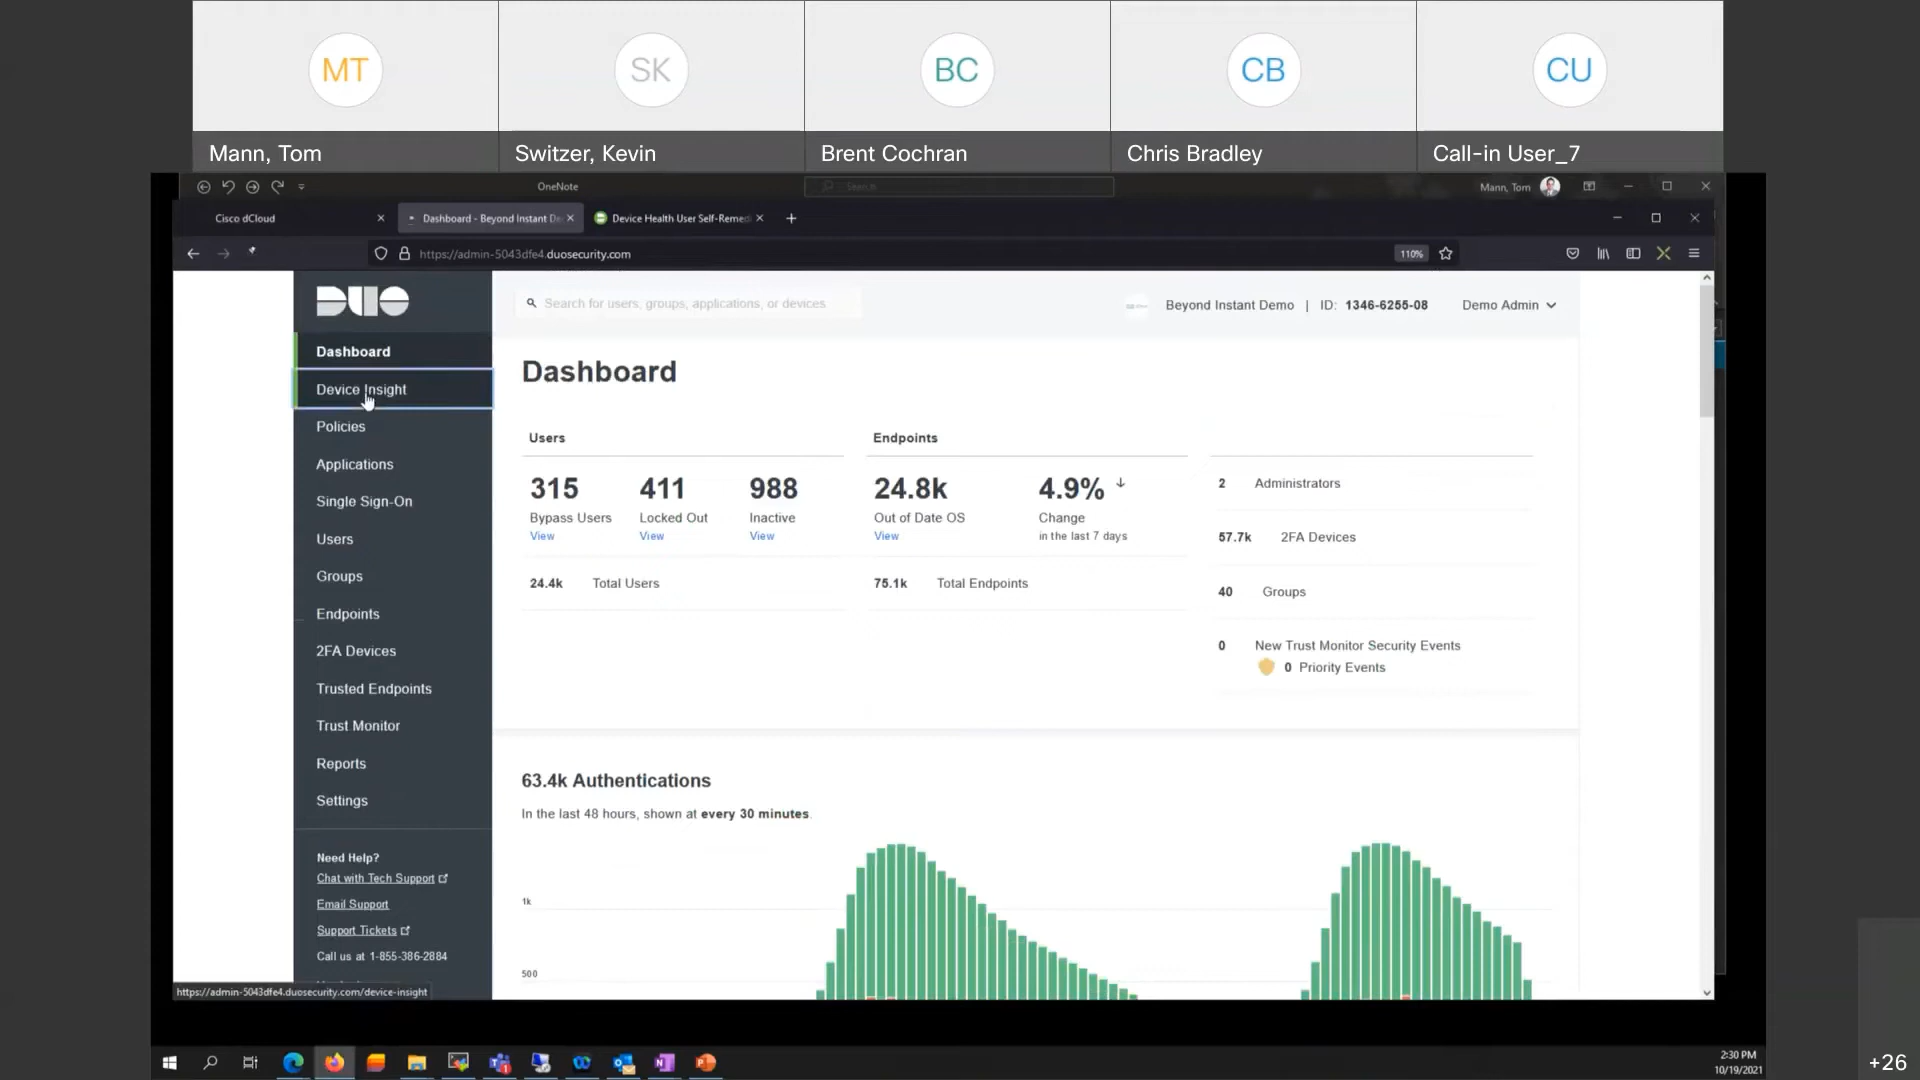 MT
SK
BC
CB
CU
Mann, Tom
Switzer, Kevin
Brent Cochran
Chris Bradley
Call-in User_7
OneNote
Search
Mann, Tom
Cisco dCloud
Dashboard - Beyond Instant De
Device Health User Self-Remed
https://admin-5043dfe4.duosecurity.com
110%
DUO
Search for users, groups, applications, or devices
Beyond Instant Demo | ID: 1346-6255-08
Demo Admin
Dashboard
Device Insight
Policies
Applications
Single Sign-On
Users
Groups
Endpoints
2FA Devices
Trusted Endpoints
Trust Monitor
Reports
Settings
Need Help?
Chat with Tech Support
Email Support
Support Tickets
Call us at 1-855-386-2884
Dashboard
Users
315
Bypass Users
View
411
Locked Out
View
988
Inactive
View
24.4k Total Users
Endpoints
24.8k
Out of Date OS
View
4.9%
Change
in the last 7 days
75.1k Total Endpoints
2 Administrators
57.7k 2FA Devices
40 Groups
0 New Trust Monitor Security Events
0 Priority Events
63.4k Authentications
In the last 48 hours, shown at every 30 minutes.
1k
500
https://admin-5043dfe4.duosecurity.com/device-insight
2:30 PM
10/19/2021
+26